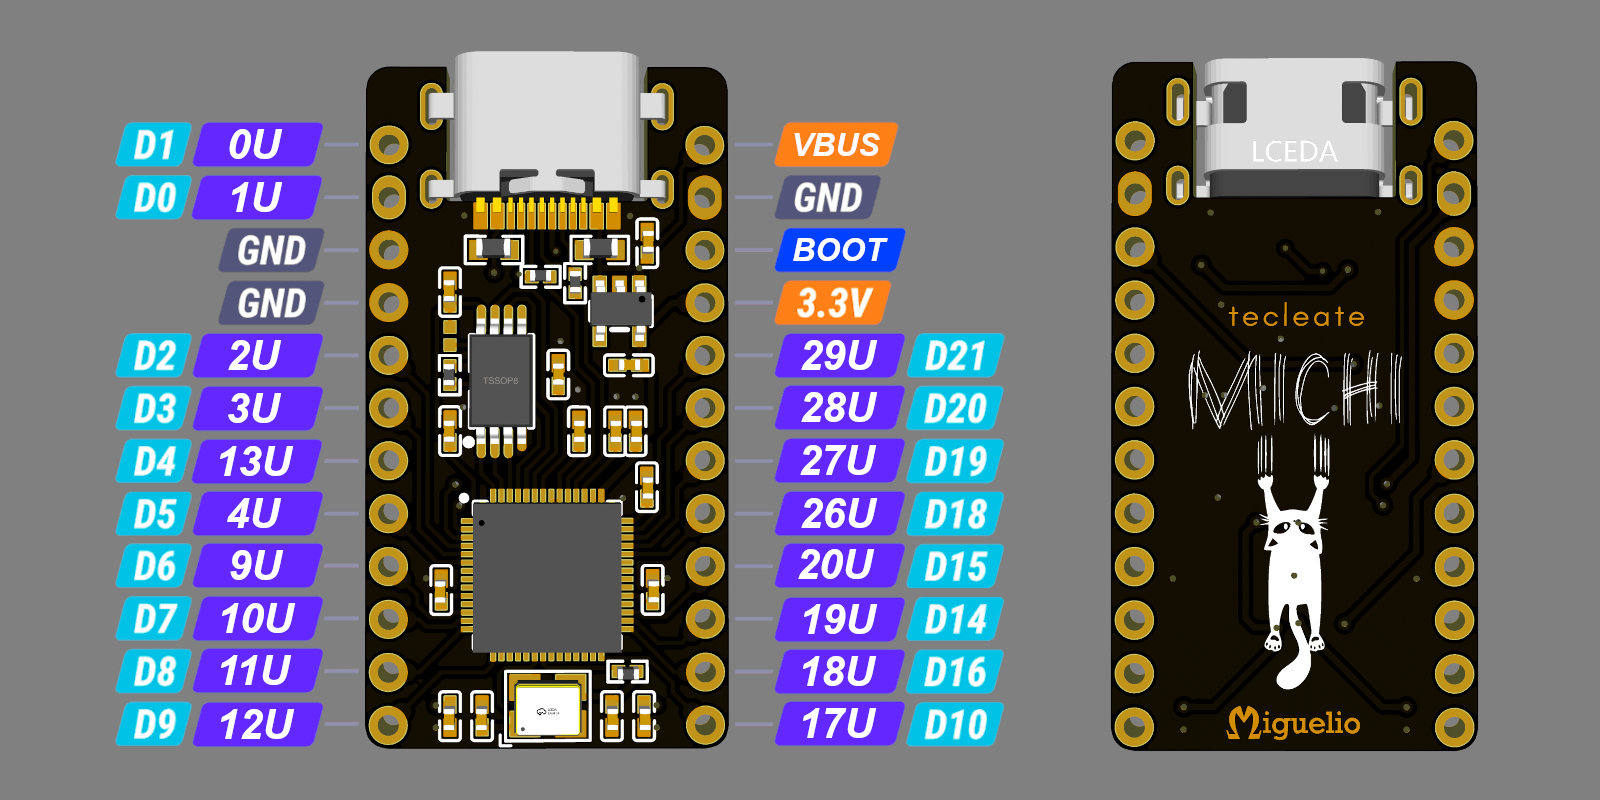 D1 0U
D0 1U
GND
GND
D2 2U
D3 3U
D4 13U
D5 4U
D6 9U
D7 10U
D8 11U
D9 12U
TSSOP8
VBUS
GND
BOOT
3.3V
29U D21
28U D20
27U D19
26U D18
20U D15
19U D14
18U D16
17U D10
LCEDA
tecleate
MICHI
Miguelio